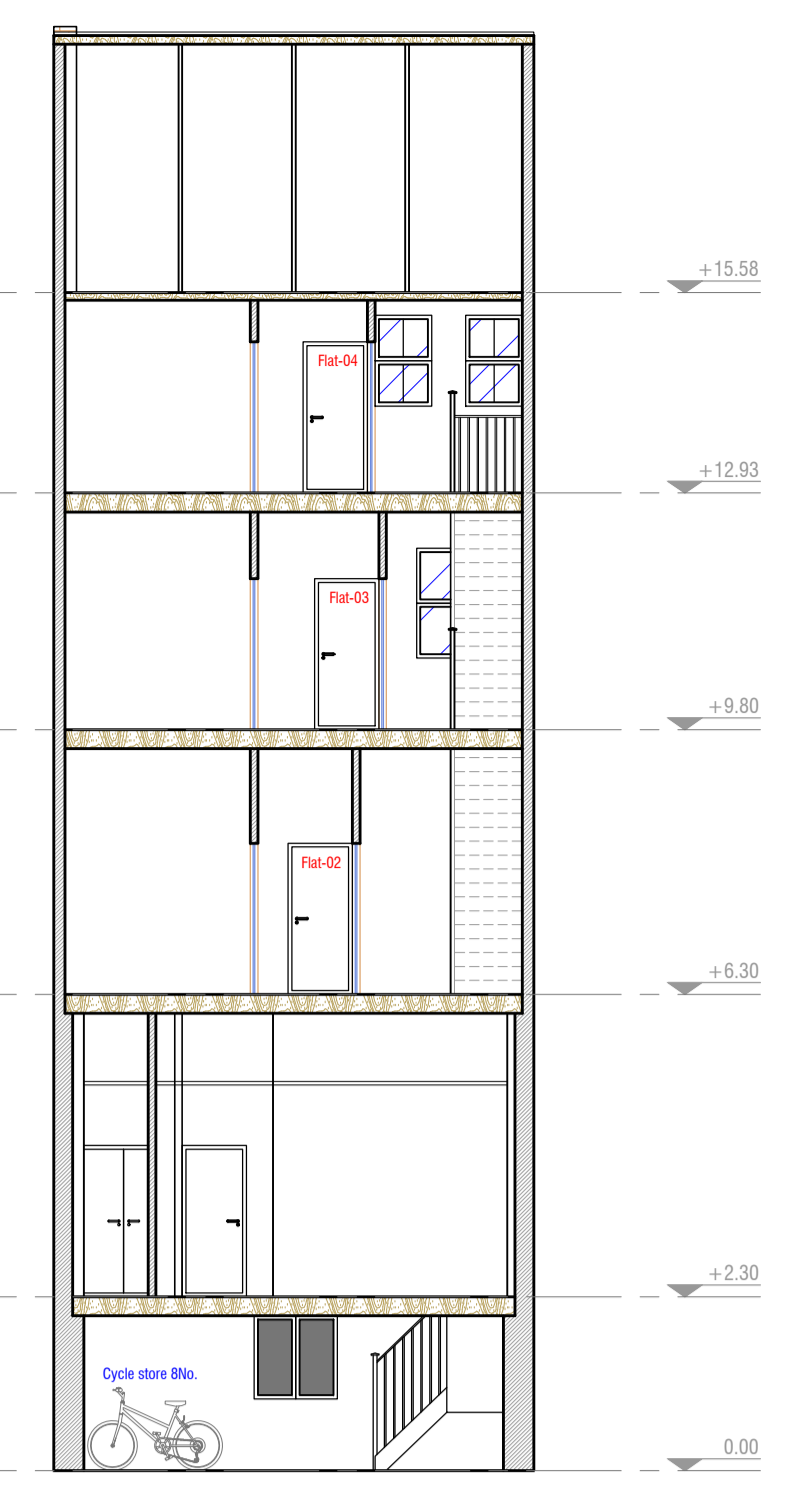 +15.58
Flat-04
+12.93
Flat-03
+9.80
Flat-02
+6.30
+2.30
Cycle store 8No.
0.00